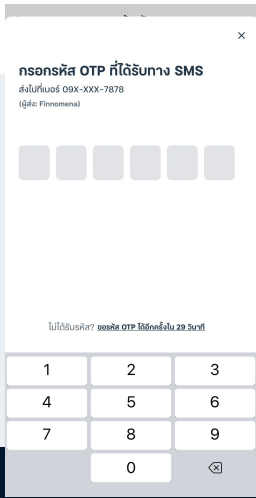 กรอกรหัส OTP ที่ได้รับทาง SMS
ส่งไปที่เบอร์ 09X-XXX-7878
(ผู้ส่ง: Finnomena)
ไม่ได้รับรหัส? ขอรหัส OTP ได้อีกครั้งใน 29 วินาที
1 2 3
4 5 6
7 8 9
0